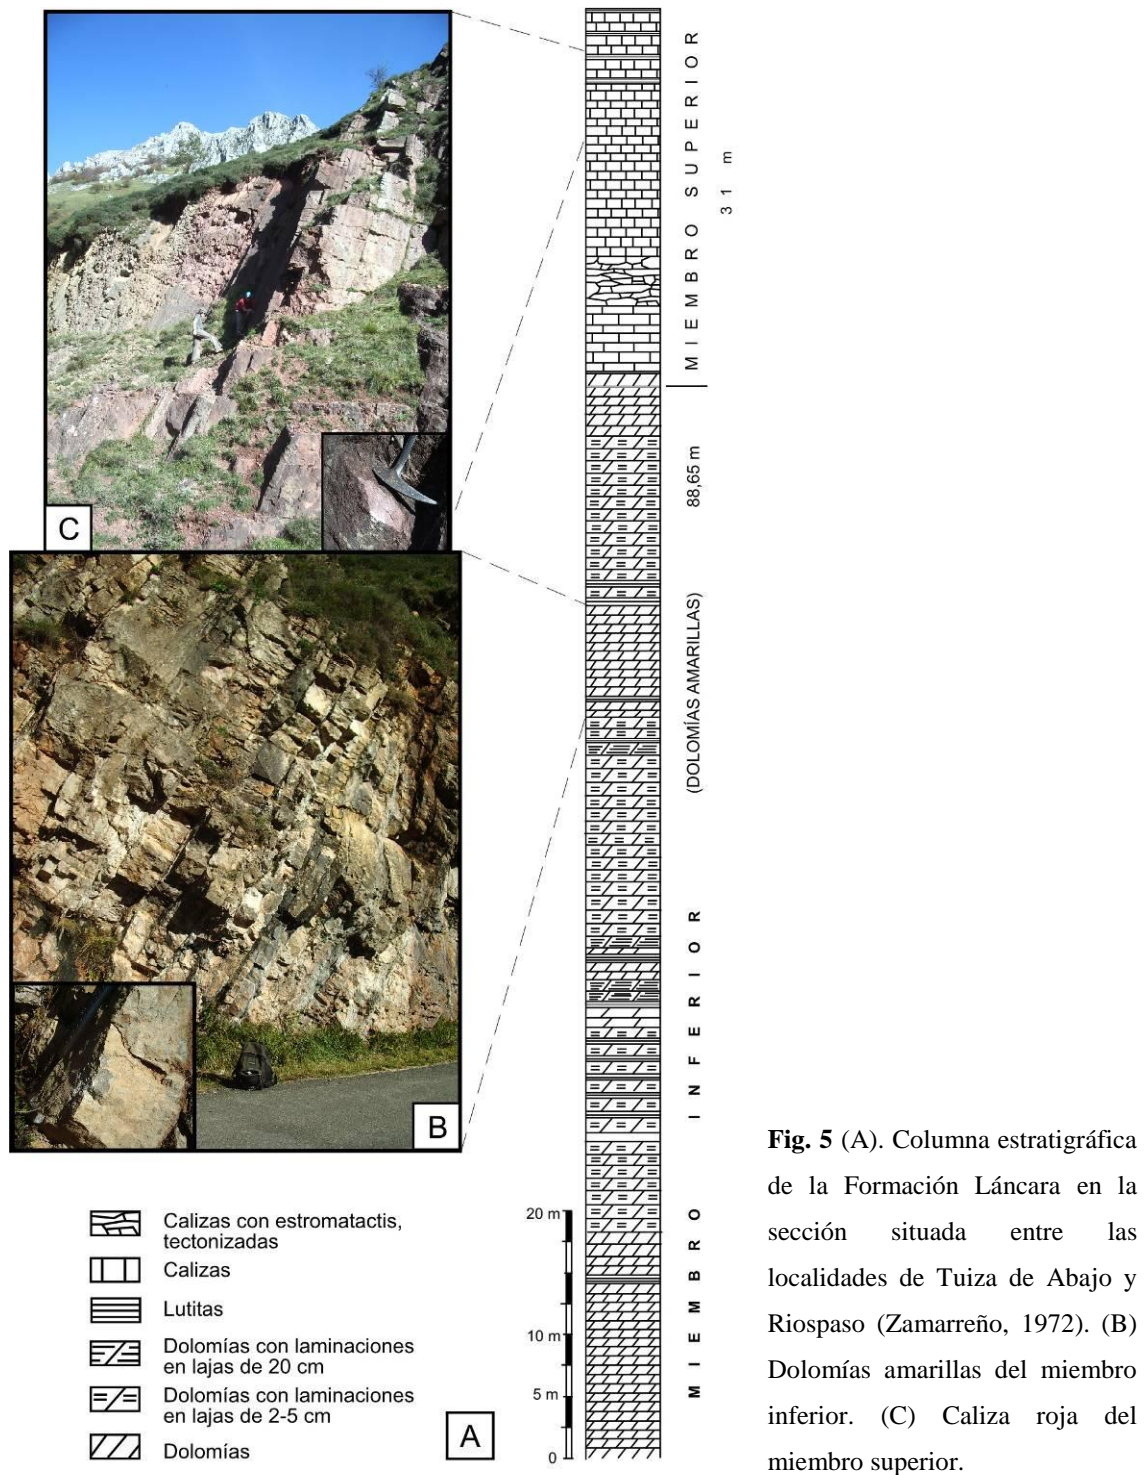 MIEMBRO SUPERIOR
31 m
C
88,65 m
(DOLOMÍAS AMARILLAS)
B
MIEMBRO INFERIOR
Calizas con estromatactis,
tectonizadas
Calizas
Lutitas
Dolomías con laminaciones
en lajas de 20 cm
Dolomías con laminaciones
en lajas de 2-5 cm
Dolomías
A
20 m
10 m
5 m
0
Fig. 5 (A). Columna estratigráfica
de la Formación Láncara en la
sección situada entre las
localidades de Tuiza de Abajo y
Riospaso (Zamarreño, 1972). (B)
Dolomías amarillas del miembro
inferior. (C) Caliza roja del
miembro superior.